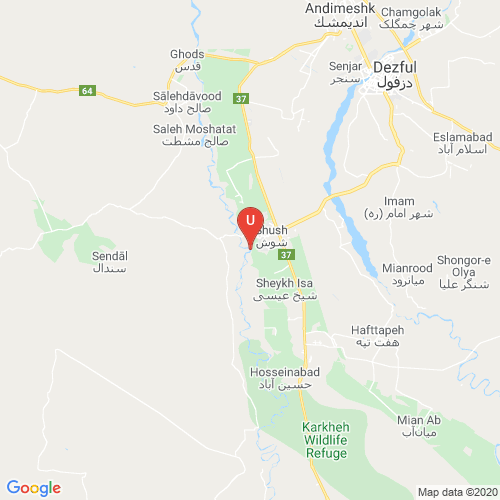 Andimeshk
اندیمشك
Chamgolak
شهر چمگلک
Ghods
قدس
Senjar
سنجر
Dezful
دزفول
64
Sālehdāvood
صالح داود
37
Saleh Moshatat
صالح مشطت
Eslamabad
اسلام آباد
Imam
شهر امام (ره)
U
Shush
شوش
Sendāl
سندال
37
Mianrood
میانرود
Shongor-e
Olya
شنگر علیا
Sheykh Isa
شیخ عیسی
Hafttapeh
هفت تپه
Hosseinabad
حسین آباد
Karkheh
Wildlife
Refuge
Mian Ab
میان‌آب
Google
Map data ©2020